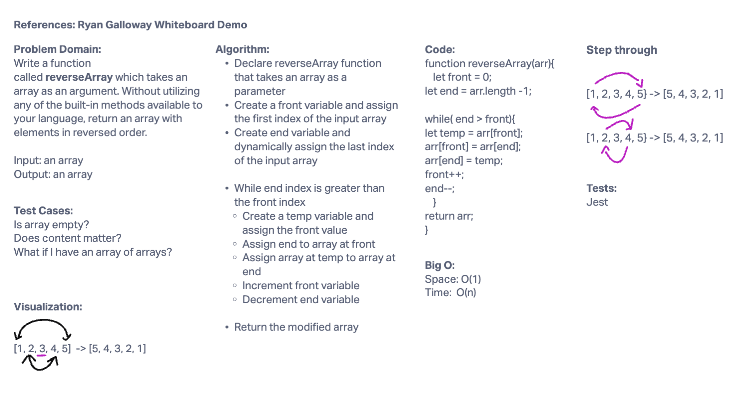 References: Ryan Galloway Whiteboard Demo
Problem Domain:
Write a function
called reverseArray which takes an
array as an argument. Without utilizing
any of the built-in methods available to
your language, return an array with
elements in reversed order.
Input: an array
Output: an array
Test Cases:
Is array empty?
Does content matter?
What if I have an array of arrays?
Visualization:
[1, 2, 3, 4, 5] -> [5, 4, 3, 2, 1]
Algorithm:
• Declare reverseArray function
that takes an array as a
parameter
• Create a front variable and assign
the first index of the input array
• Create end variable and
dynamically assign the last index
of the input array
• While end index is greater than
the front index
○ Create a temp variable and
assign the front value
○ Assign end to array at front
○ Assign array at temp to array at
end
○ Increment front variable
○ Decrement end variable
• Return the modified array
Code:
function reverseArray(arr){
let front = 0;
let end = arr.length -1;
while( end > front){
let temp = arr[front];
arr[front] = arr[end];
arr[end] = temp;
front++;
end--;
}
return arr;
}
Big O:
Space: O(1)
Time: O(n)
Step through
[1, 2, 3, 4, 5} -> [5, 4, 3, 2, 1]
[1, 2, 3, 4, 5} -> [5, 4, 3, 2, 1]
Tests:
Jest